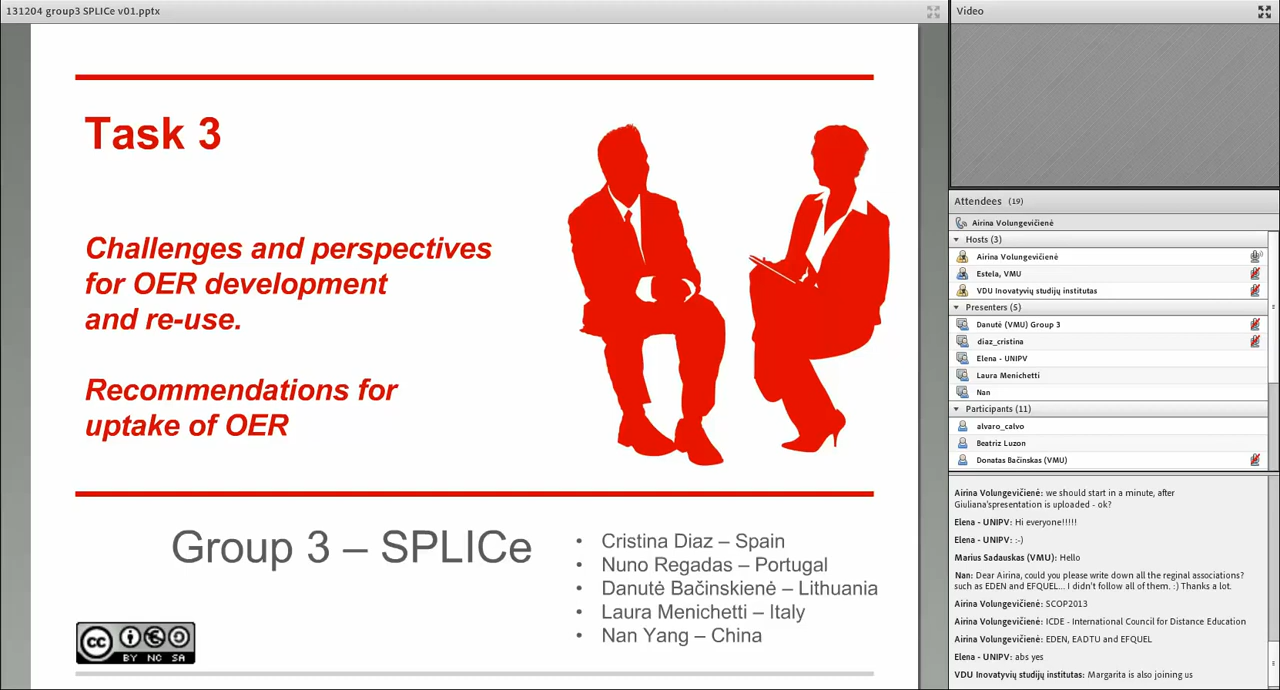 131204 group3 SPLICe v01.pptx
Task 3
Challenges and perspectives
for OER development
and re-use.
Recommendations for
uptake of OER
Group 3 – SPLICe
• Cristina Diaz – Spain
• Nuno Regadas – Portugal
• Danutė Bačinskienė – Lithuania
• Laura Menichetti – Italy
• Nan Yang – China
cc
BY NC SA
Video
Attendees (19)
Airina Volungevičienė
Hosts (3)
Airina Volungevičienė
Estela, VMU
VDU Inovatyvių studijų institutas
Presenters (5)
Danutė (VMU) Group 3
diaz_cristina
Elena - UNIPV
Laura Menichetti
Nan
Participants (11)
alvaro_calvo
Beatriz Luzon
Donatas Bačinskas (VMU)
Airina Volungevičienė: we should start in a minute, after
Giuliana'spresentation is uploaded - ok?
Elena - UNIPV: Hi everyone!!!!!
Elena - UNIPV: :-)
Marius Sadauskas (VMU): Hello
Nan: Dear Airina, could you please write down all the reginal associations?
such as EDEN and EFQUEL... I didn't follow all of them. :) Thanks a lot.
Airina Volungevičienė: SCOP2013
Airina Volungevičienė: ICDE - International Council for Distance Education
Airina Volungevičienė: EDEN, EADTU and EFQUEL
Elena - UNIPV: abs yes
VDU Inovatyvių studijų institutas: Margarita is also joining us